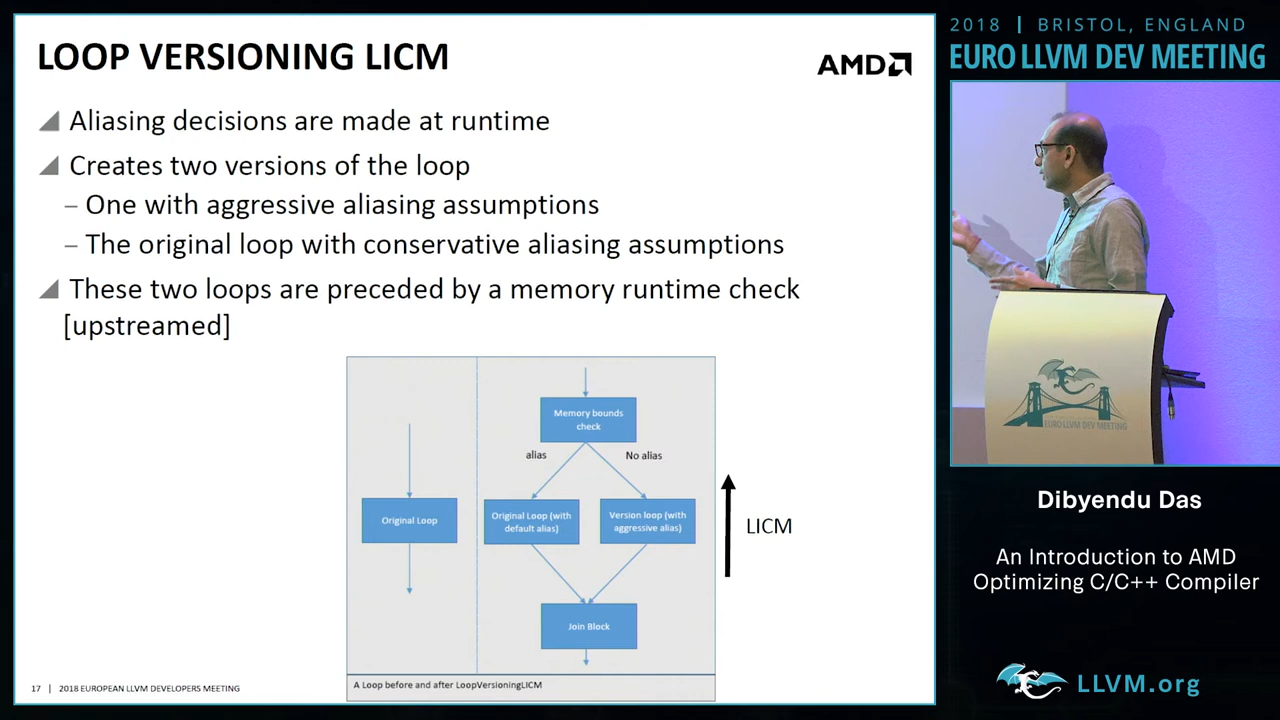 LOOP VERSIONING LICM
AMD
Aliasing decisions are made at runtime
Creates two versions of the loop
– One with aggressive aliasing assumptions
– The original loop with conservative aliasing assumptions
These two loops are preceded by a memory runtime check
[upstreamed]
Original Loop
Memory bounds
check
alias
No alias
Original Loop (with
default alias)
Version loop (with
aggressive alias)
Join Block
LICM
A Loop before and after LoopVersioningLICM
17 | 2018 EUROPEAN LLVM DEVELOPERS MEETING
2018 | BRISTOL, ENGLAND
EURO LLVM DEV MEETING
EURO LLVM DEV MEETING
Dibyendu Das
An Introduction to AMD
Optimizing C/C++ Compiler
LLVM.org